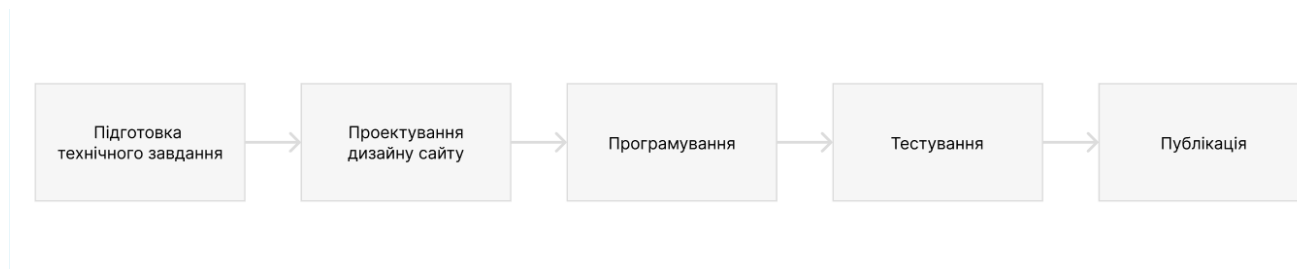 Підготовка
технічного завдання
Проектування
дизайну сайту
Програмування
Тестування
Публікація